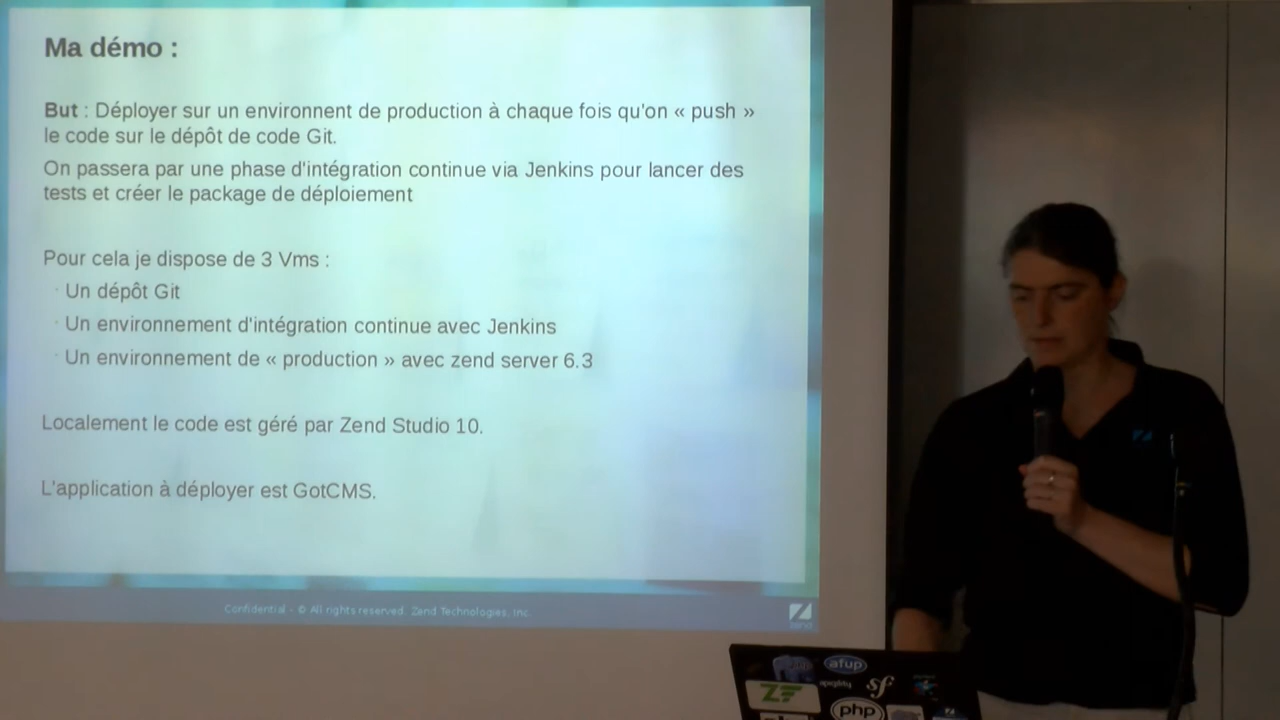 Ma démo :
But : Déployer sur un environnent de production à chaque fois qu'on « push »
le code sur le dépôt de code Git.
On passera par une phase d'intégration continue via Jenkins pour lancer des
tests et créer le package de déploiement
Pour cela je dispose de 3 Vms :
· Un dépôt Git
· Un environnement d'intégration continue avec Jenkins
· Un environnement de « production » avec zend server 6.3
Localement le code est géré par Zend Studio 10.
L'application à déployer est GotCMS.
Confidential - © All rights reserved. Zend Technologies, Inc.
zend
afup
apigility
sf
ZF
php